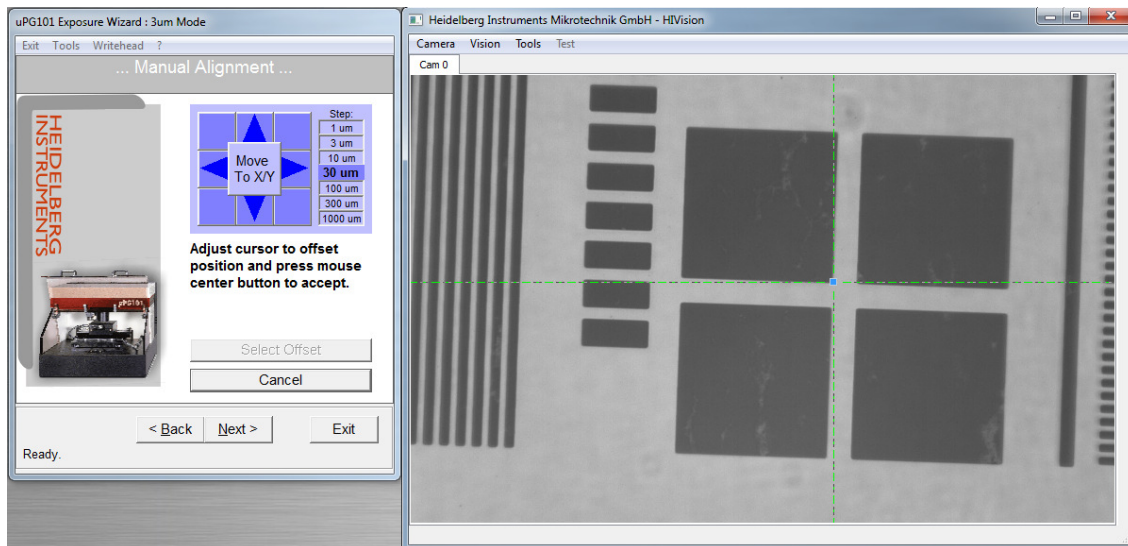 uPG101 Exposure Wizard : 3um Mode
Exit Tools Writehead ?
... Manual Alignment ...
HEIDELBERG
INSTRUMENTS
µPG101
Move
To X/Y
Step:
1 um
3 um
10 um
30 um
100 um
300 um
1000 um
Adjust cursor to offset
position and press mouse
center button to accept.
Select Offset
Cancel
< Back Next > Exit
Ready.
Heidelberg Instruments Mikrotechnik GmbH - HIVision
Camera Vision Tools Test
Cam 0